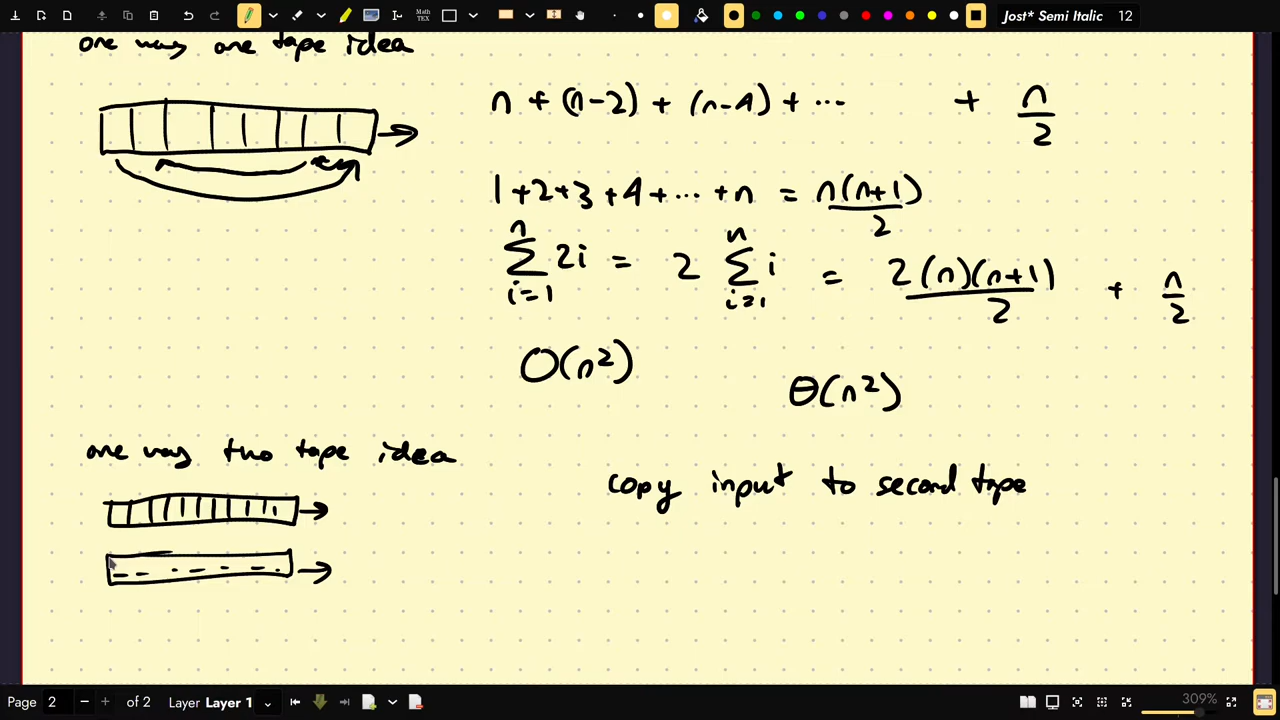 Math
TEX
Jost* Semi Italic 12
one way one tape idea
n + (n-2) + (n-4) + ... + n/2
1+2+3+4+...+n = n(n+1)/2
n∑i=1 2i = 2 n∑i=1 i = 2(n)(n+1)/2 + n/2
O(n²)
θ(n²)
one way two tape idea
copy input to second tape
Page 2 of 2 Layer Layer 1 309%